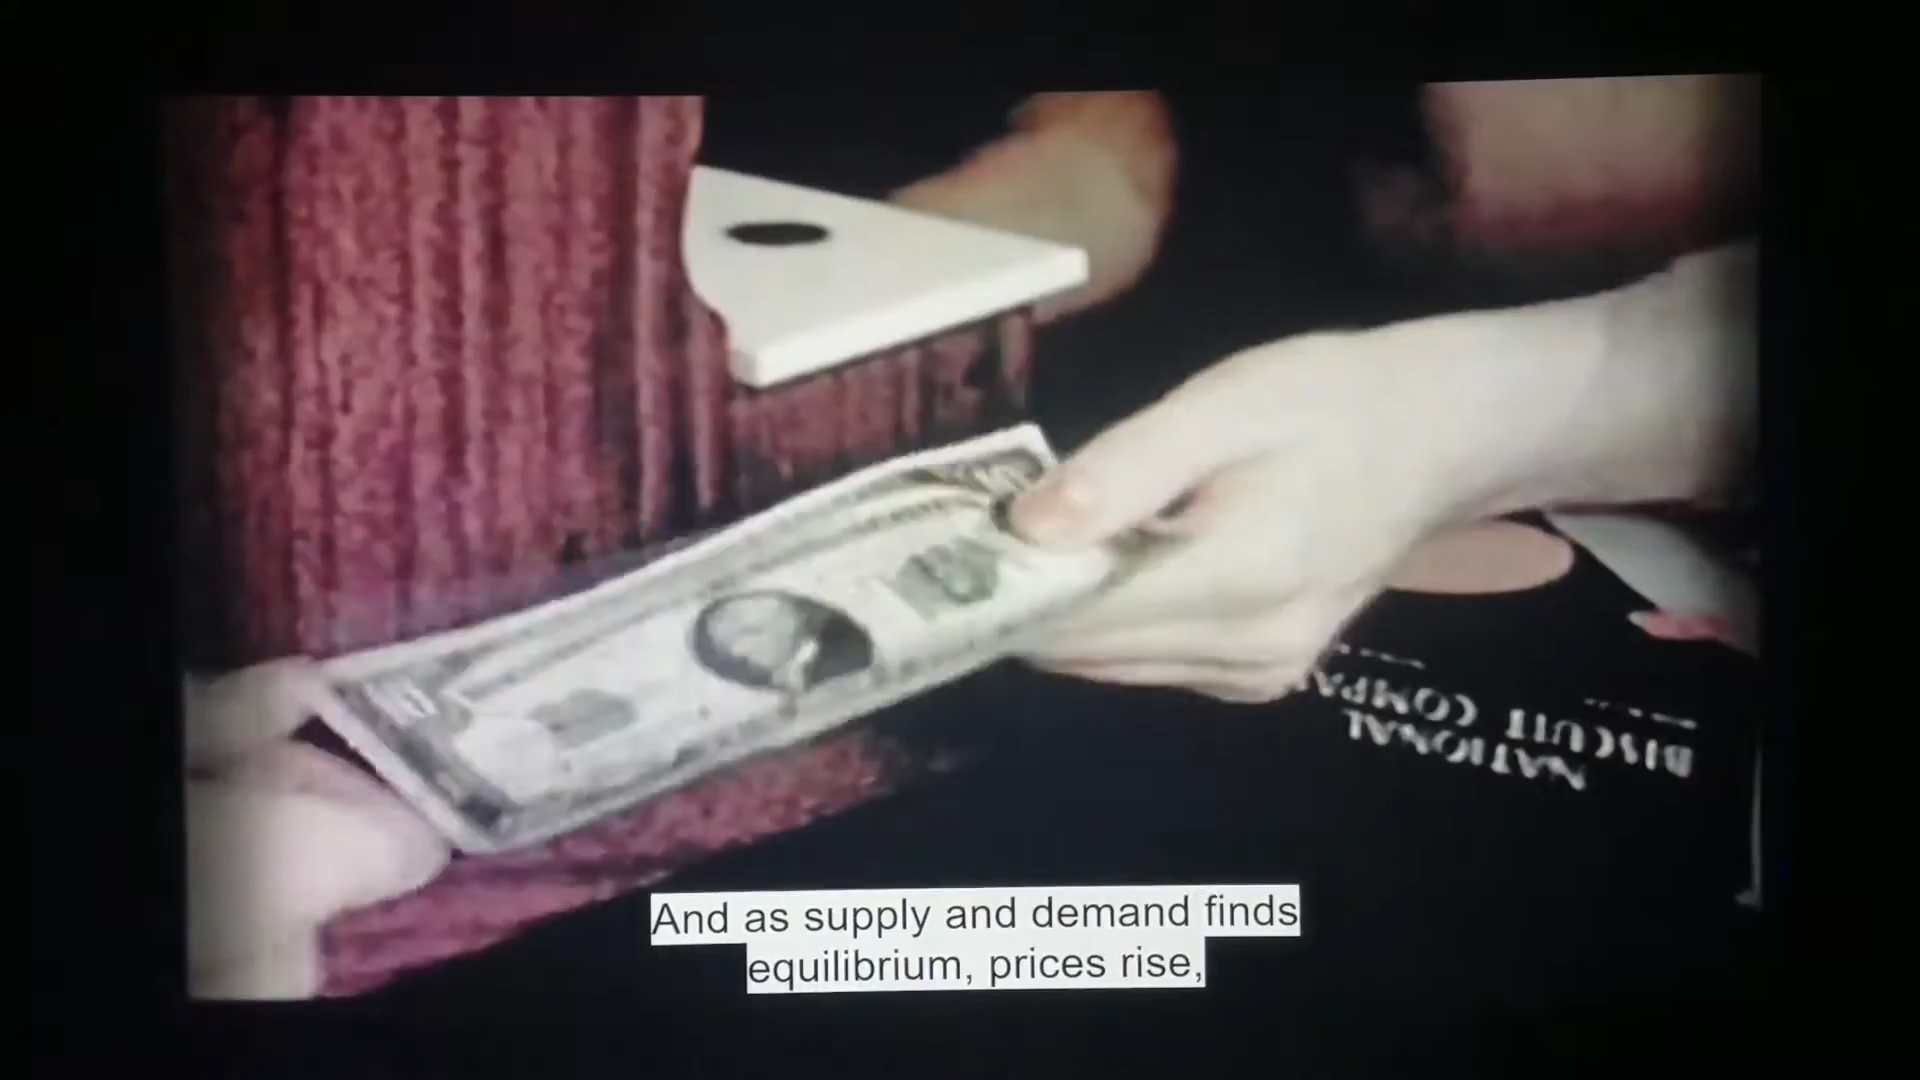 NATIONAL
BISCUIT COMPA
And as supply and demand finds
equilibrium, prices rise,